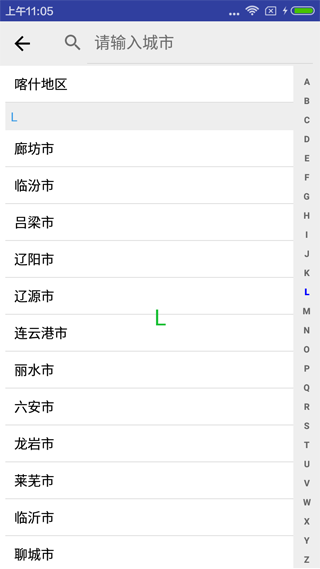 上午11:05
...
请输入城市
喀什地区
L
廊坊市
临汾市
吕梁市
辽阳市
辽源市
连云港市
丽水市
六安市
龙岩市
莱芜市
临沂市
聊城市
L
A
B
C
D
E
F
G
H
I
J
K
L
M
N
O
P
Q
R
S
T
U
V
W
X
Y
Z